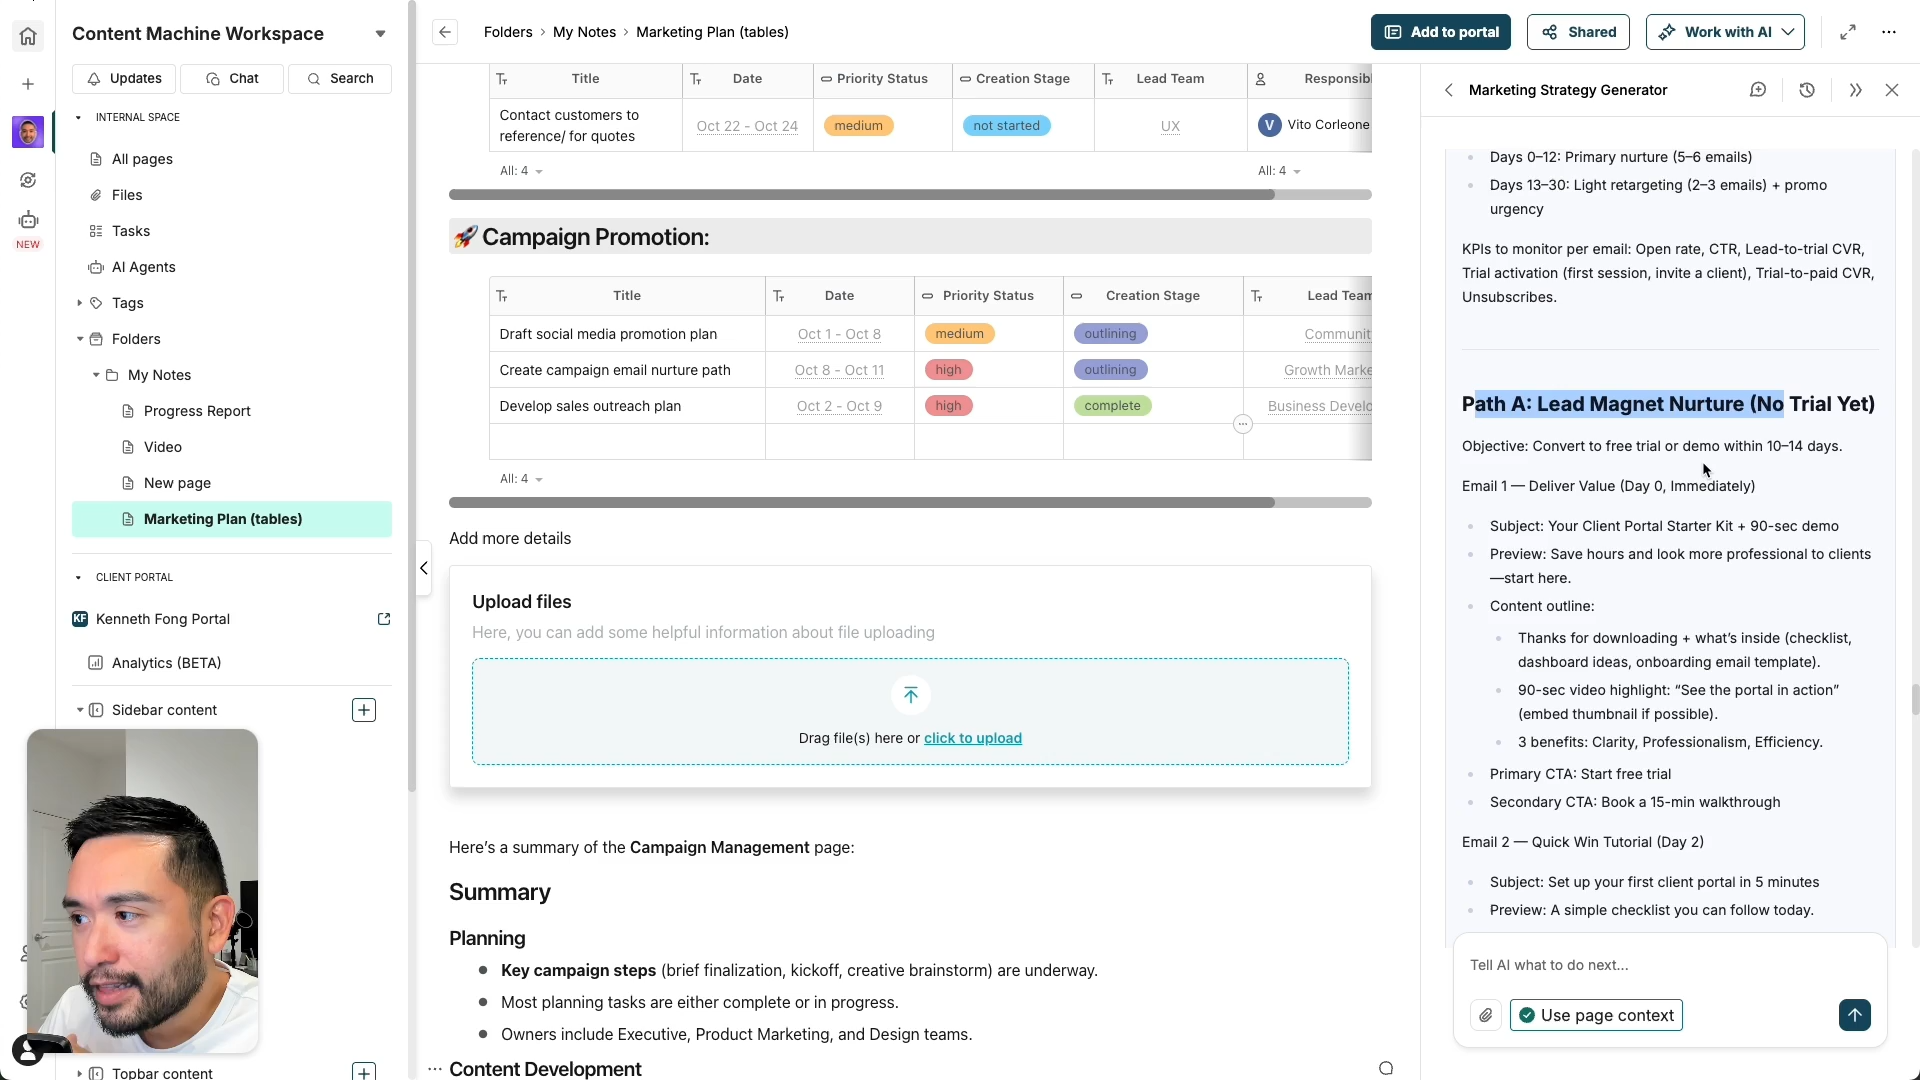 Content Machine Workspace
Updates
Chat
Search
INTERNAL SPACE
All pages
Files
Tasks
AI Agents
Tags
Folders
My Notes
Progress Report
Video
New page
Marketing Plan (tables)
CLIENT PORTAL
KF Kenneth Fong Portal
Analytics (BETA)
Sidebar content
Topbar content
NEW
Folders › My Notes › Marketing Plan (tables)
Add to portal
Shared
Work with AI
Title Date Priority Status Creation Stage Lead Team
Contact customers to
reference/ for quotes
Oct 22 - Oct 24 medium not started UX V Vito Corleone
All: 4 All: 4
🚀 Campaign Promotion:
Title Date Priority Status Creation Stage Lead Team
Draft social media promotion plan Oct 1 - Oct 8 medium outlining
Create campaign email nurture path Oct 8 - Oct 11 high outlining Growth
Develop sales outreach plan Oct 2 - Oct 9 high complete Business
All: 4
Add more details
Upload files
Here, you can add some helpful information about file uploading
Drag file(s) here or click to upload
Here's a summary of the Campaign Management page:
Summary
Planning
Key campaign steps (brief finalization, kickoff, creative brainstorm) are underway.
Most planning tasks are either complete or in progress.
Owners include Executive, Product Marketing, and Design teams.
Content Development
Marketing Strategy Generator
Days 0–12: Primary nurture (5–6 emails)
Days 13–30: Light retargeting (2–3 emails) + promo
urgency
KPIs to monitor per email: Open rate, CTR, Lead-to-trial CVR,
Trial activation (first session, invite a client), Trial-to-paid CVR,
Unsubscribes.
Path A: Lead Magnet Nurture (No Trial Yet)
Objective: Convert to free trial or demo within 10–14 days.
Email 1 — Deliver Value (Day 0, Immediately)
Subject: Your Client Portal Starter Kit + 90-sec demo
Preview: Save hours and look more professional to clients
—start here.
Content outline:
Thanks for downloading + what's inside (checklist,
dashboard ideas, onboarding email template).
90-sec video highlight: “See the portal in action”
(embed thumbnail if possible).
3 benefits: Clarity, Professionalism, Efficiency.
Primary CTA: Start free trial
Secondary CTA: Book a 15-min walkthrough
Email 2 — Quick Win Tutorial (Day 2)
Subject: Set up your first client portal in 5 minutes
Preview: A simple checklist you can follow today.
Tell AI what to do next...
Use page context